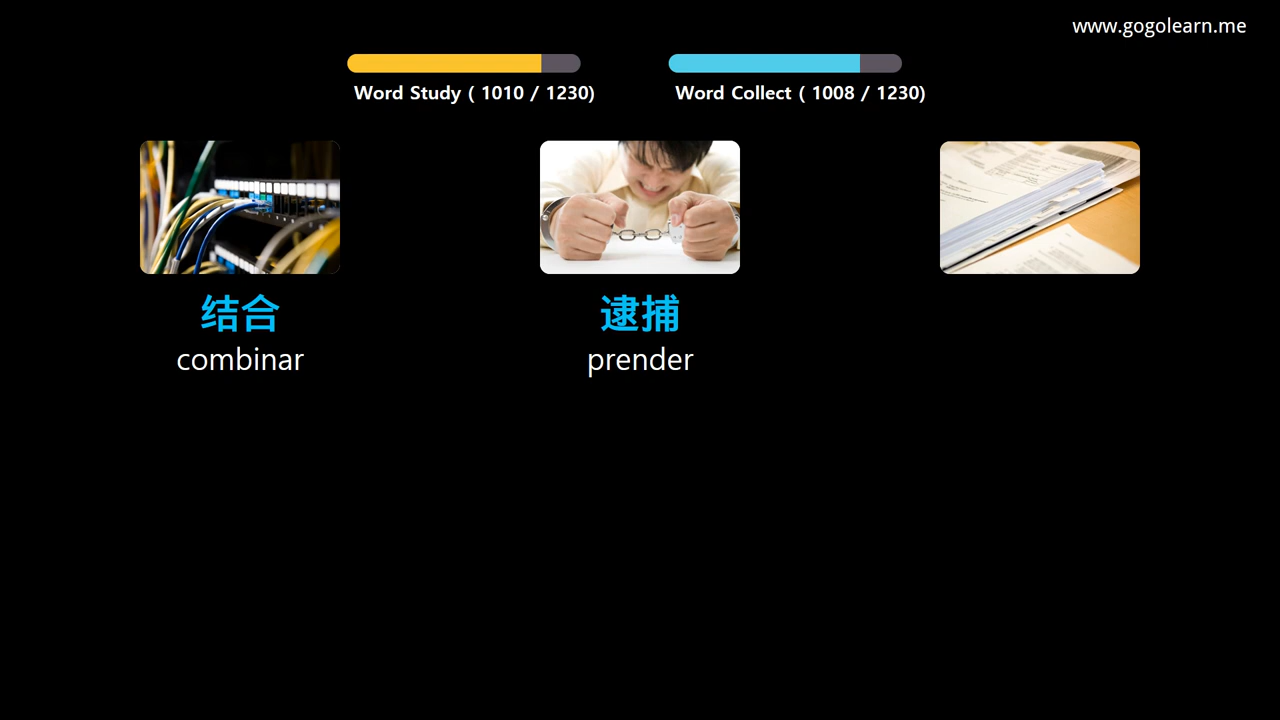 www.gogolearn.me
Word Study ( 1010 / 1230)
Word Collect ( 1008 / 1230)
结合
combinar
逮捕
prender